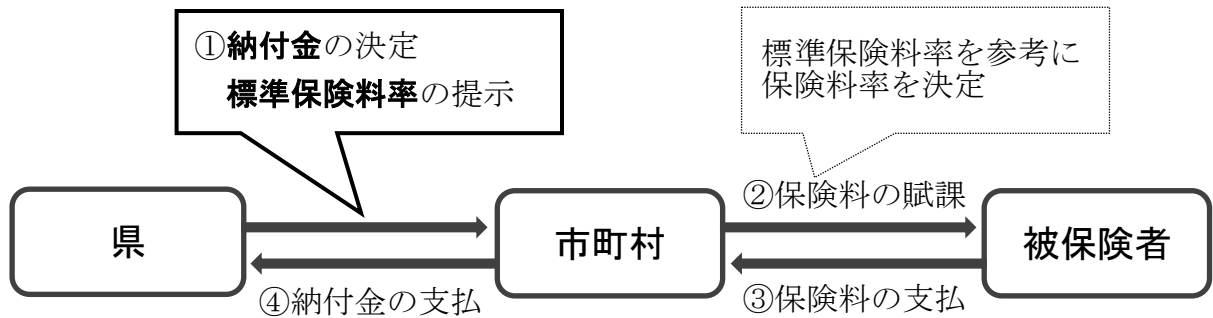 ①納付金の決定
標準保険料率の提示
標準保険料率を参考に
保険料率を決定
②保険料の賦課
県
市町村
被保険者
④納付金の支払
③保険料の支払